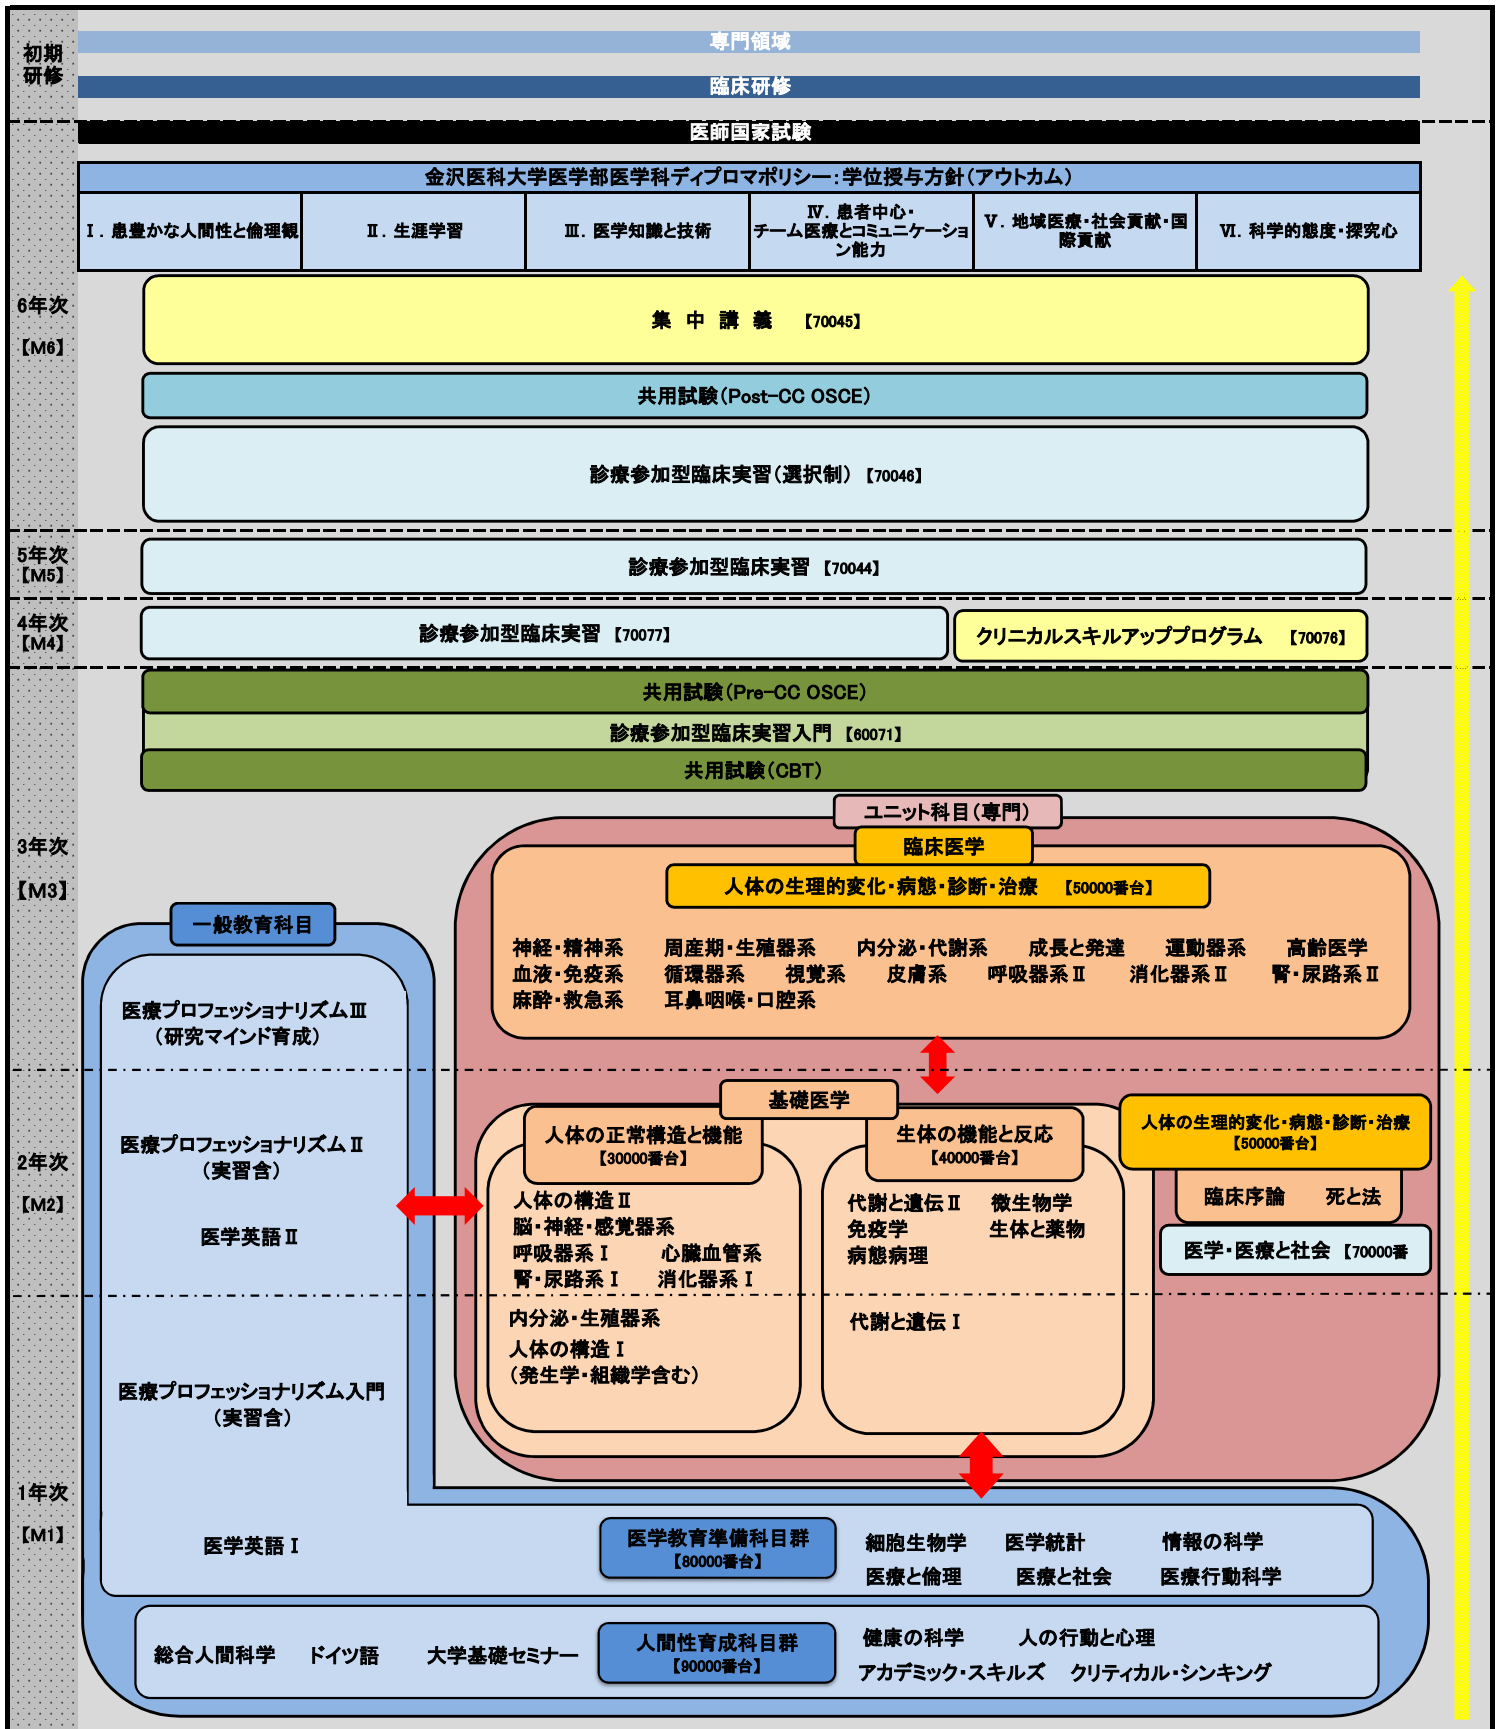 初期
研修
専門領域
臨床研修
医師国家試験
金沢医科大学医学部医学科ディプロマポリシー：学位授与方針（アウトカム）
Ⅰ．患豊かな人間性と倫理観
Ⅱ．生涯学習
Ⅲ．医学知識と技術
Ⅳ．患者中心・
チーム医療とコミュニケーショ
ン能力
Ⅴ．地域医療・社会貢献・国
際貢献
Ⅵ．科学的態度・探究心
6年次
【M6】
集 中 講 義 【70045】
共用試験（Post-CC OSCE）
診療参加型臨床実習（選択制）【70046】
5年次
【M5】
診療参加型臨床実習 【70044】
4年次
【M4】
診療参加型臨床実習 【70077】
クリニカルスキルアッププログラム 【70076】
共用試験（Pre-CC OSCE）
診療参加型臨床実習入門 【60071】
共用試験（CBT）
3年次
【M3】
ユニット科目（専門）
臨床医学
人体の生理的変化・病態・診断・治療 【50000番台】
神経・精神系 周産期・生殖器系 内分泌・代謝系 成長と発達 運動器系 高齢医学
血液・免疫系 循環器系 視覚系 皮膚系 呼吸器系Ⅱ 消化器系Ⅱ 腎・尿路系Ⅱ
麻酔・救急系 耳鼻咽喉・口腔系
一般教育科目
医療プロフェッショナリズムⅢ
（研究マインド育成）
2年次
【M2】
医療プロフェッショナリズムⅡ
（実習含）
医学英語Ⅱ
基礎医学
人体の正常構造と機能
【30000番台】
人体の構造Ⅱ
脳・神経・感覚器系
呼吸器系Ⅰ 心臓血管系
腎・尿路系Ⅰ 消化器系Ⅰ
内分泌・生殖器系
人体の構造Ⅰ
（発生学・組織学含む）
生体の機能と反応
【40000番台】
代謝と遺伝Ⅱ 微生物学
免疫学 生体と薬物
病態病理
代謝と遺伝Ⅰ
人体の生理的変化・病態・診断・治療
【50000番台】
臨床序論 死と法
医学・医療と社会 【70000番
医療プロフェッショナリズム入門
（実習含）
1年次
【M1】
医学英語Ⅰ
医学教育準備科目群
【80000番台】
細胞生物学 医学統計 情報の科学
医療と倫理 医療と社会 医療行動科学
総合人間科学 ドイツ語 大学基礎セミナー
人間性育成科目群
【90000番台】
健康の科学 人の行動と心理
アカデミック・スキルズ クリティカル・シンキング